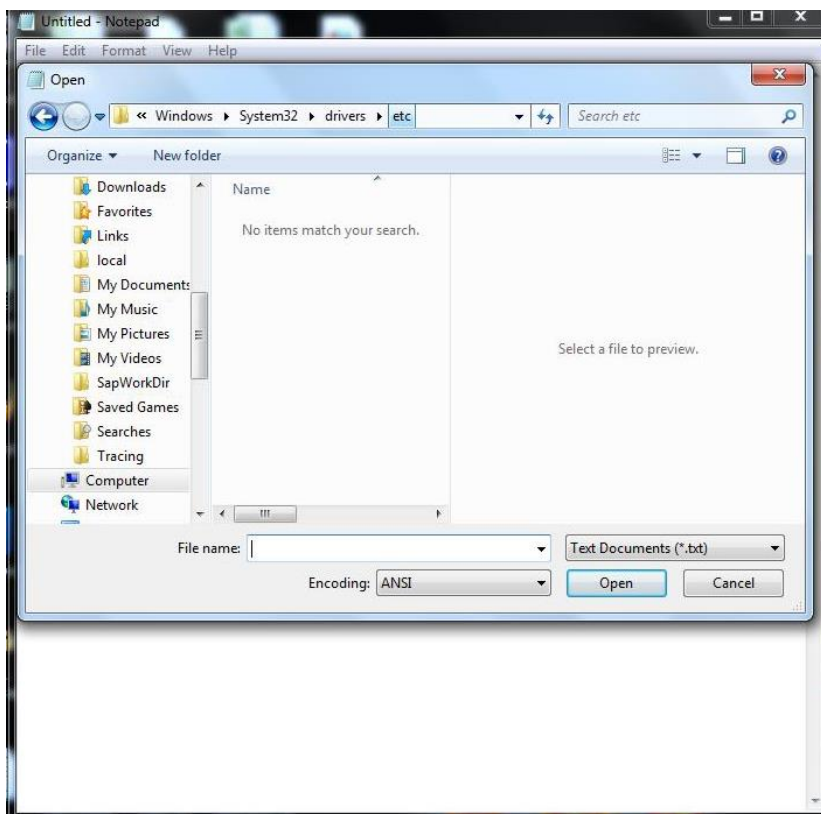 Untitled - Notepad
File Edit Format View Help
Open
« Windows ▸ System32 ▸ drivers ▸ etc
Search etc
Organize New folder
Downloads
Favorites
Links
local
My Documents
My Music
My Pictures
My Videos
SapWorkDir
Saved Games
Searches
Tracing
Computer
Network
Name
No items match your search.
Select a file to preview.
File name:
Text Documents (*.txt)
Encoding: ANSI
Open Cancel